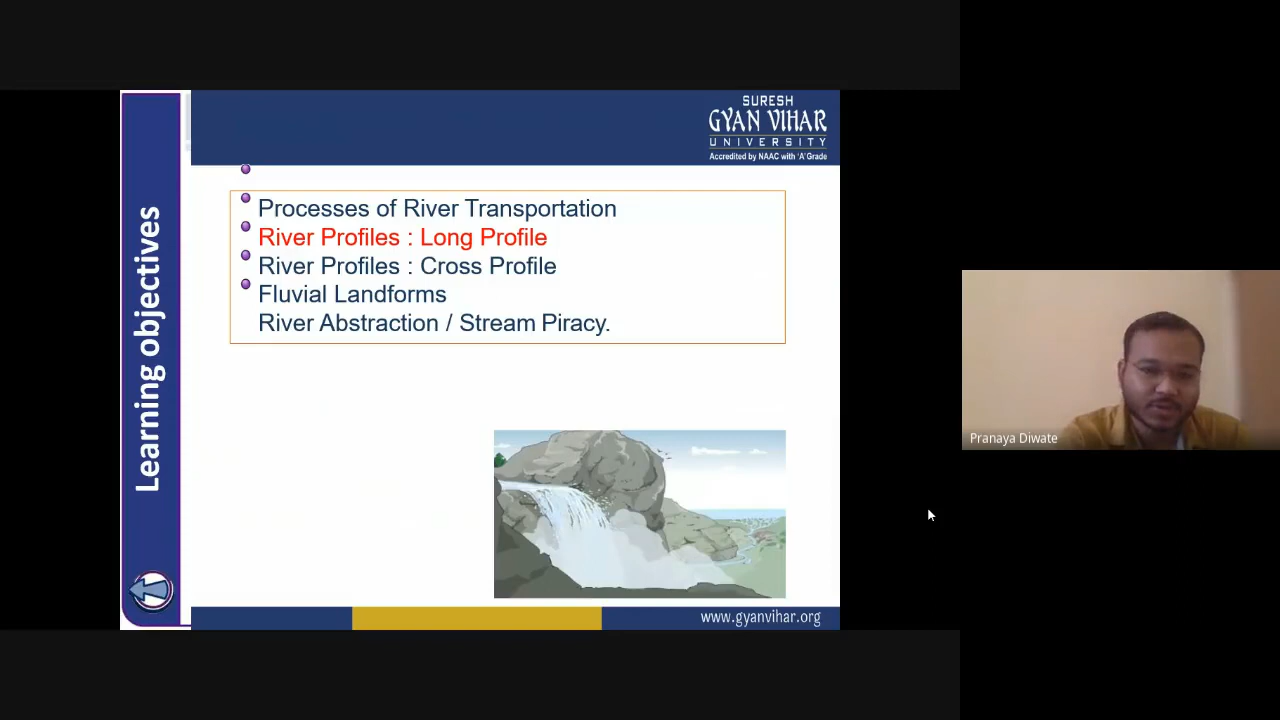 SURESH
GYAN VIHAR
UNIVERSITY
Accredited by NAAC with 'A' Grade
Learning objectives
Processes of River Transportation
River Profiles : Long Profile
River Profiles : Cross Profile
Fluvial Landforms
River Abstraction / Stream Piracy.
Pranaya Diwate
www.gyanvihar.org